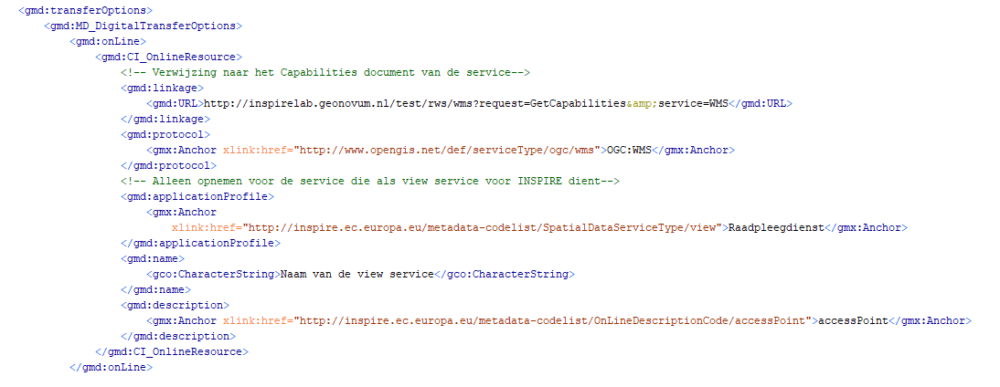 <gmd:transferOptions>
<gmd:MD_DigitalTransferOptions>
<gmd:onLine>
<gmd:CI_OnlineResource>
<!-- Verwijzing naar het Capabilities document van de service-->
<gmd:linkage>
<gmd:URL>http://inspirelab.geonovum.nl/test/rws/wms?request=GetCapabilities&amp;service=WMS</gmd:URL>
</gmd:linkage>
<gmd:protocol>
<gmx:Anchor xlink:href="http://www.opengis.net/def/serviceType/ogc/wms">OGC:WMS</gmx:Anchor>
</gmd:protocol>
<!-- Alleen opnemen voor de service die als view service voor INSPIRE dient-->
<gmd:applicationProfile>
<gmx:Anchor
xlink:href="http://inspire.ec.europa.eu/metadata-codelist/SpatialDataServiceType/view">Raadpleegdienst</gmx:Anchor>
</gmd:applicationProfile>
<gmd:name>
<gco:CharacterString>Naam van de view service</gco:CharacterString>
</gmd:name>
<gmd:description>
<gmx:Anchor xlink:href="http://inspire.ec.europa.eu/metadata-codelist/OnLineDescriptionCode/accessPoint">accessPoint</gmx:Anchor>
</gmd:description>
</gmd:CI_OnlineResource>
</gmd:onLine>